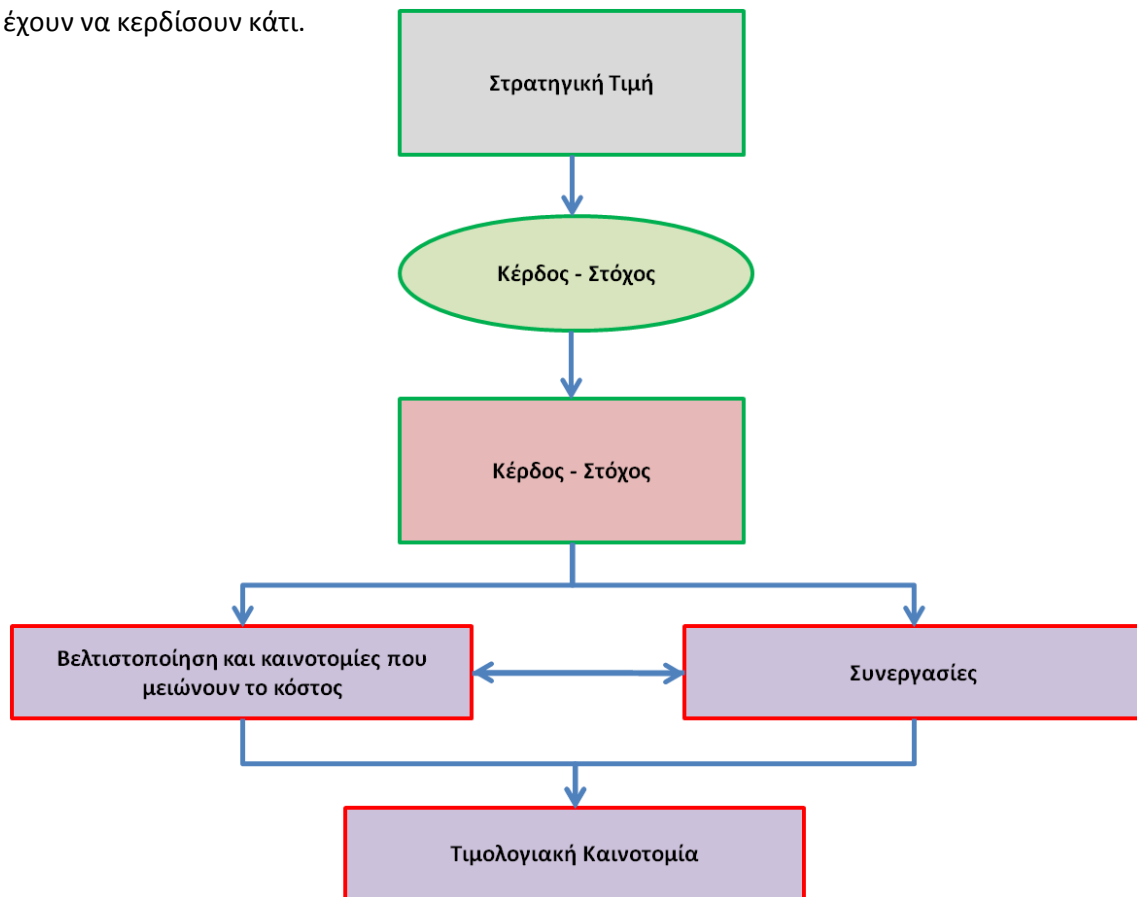 έχουν να κερδίσουν κάτι.
Στρατηγική Τιμή
Κέρδος - Στόχος
Κέρδος - Στόχος
Βελτιστοποίηση και καινοτομίες που
μειώνουν το κόστος
Συνεργασίες
Τιμολογιακή Καινοτομία